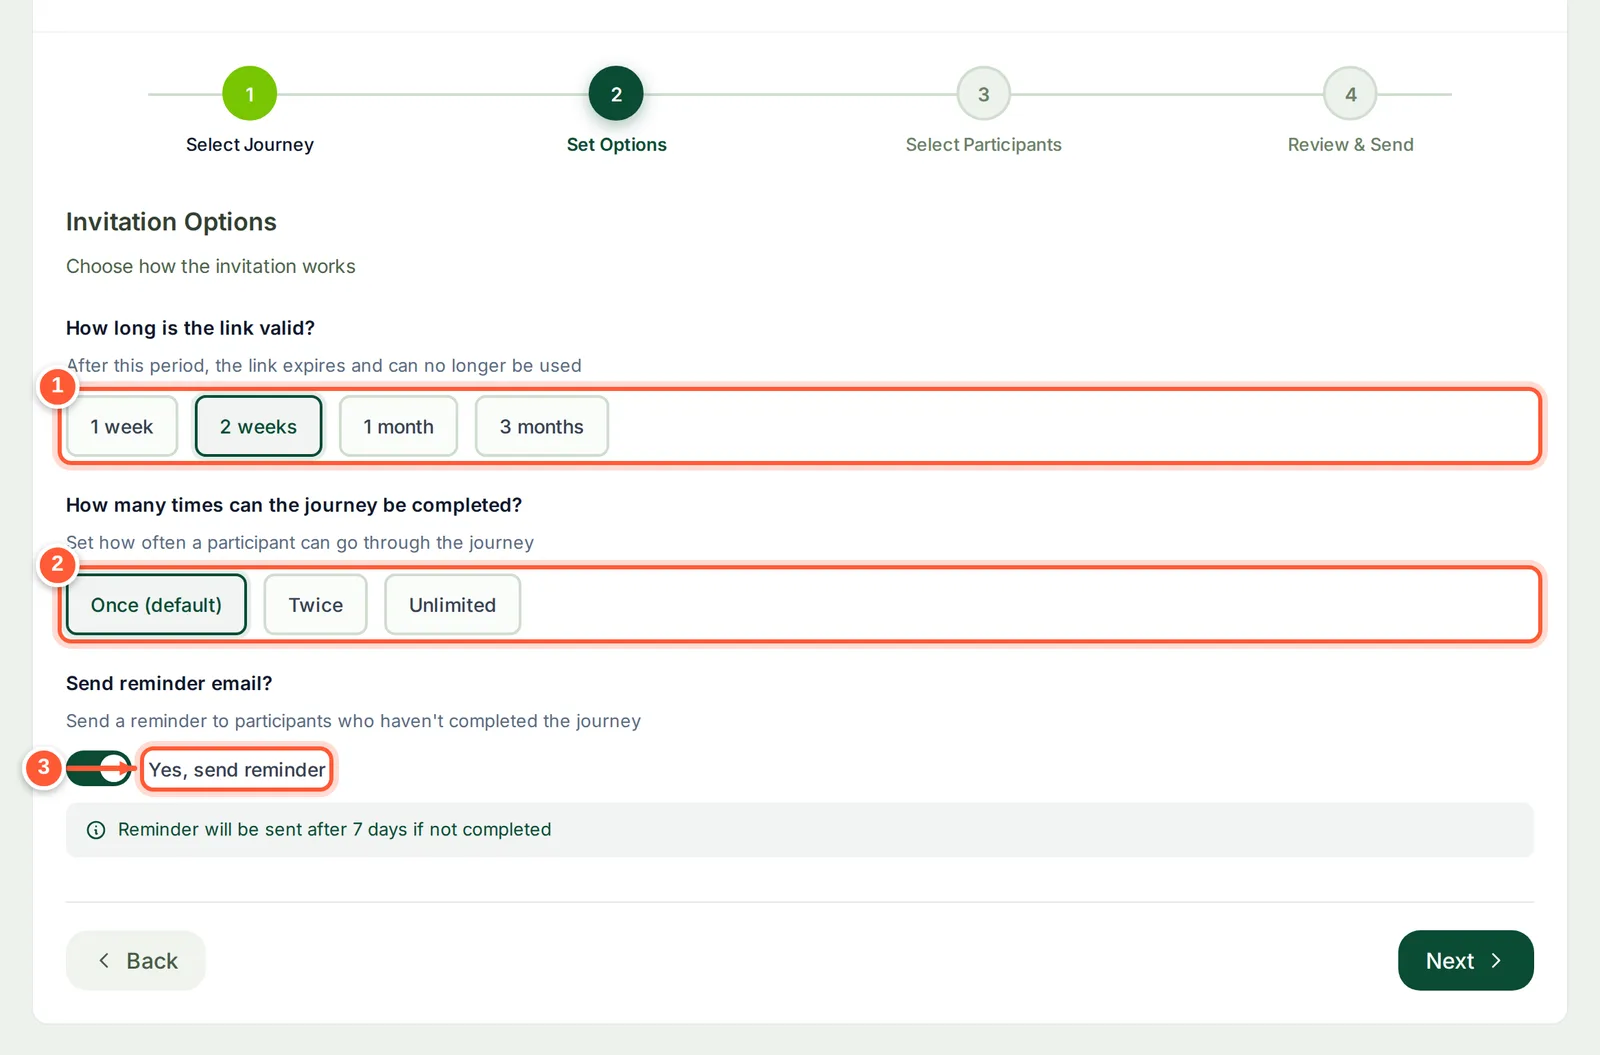 1
2
3
4
Select Journey
Set Options
Select Participants
Review & Send
Invitation Options
Choose how the invitation works
How long is the link valid?
After this period, the link expires and can no longer be used
1
1 week
2 weeks
1 month
3 months
How many times can the journey be completed?
Set how often a participant can go through the journey
2
Once (default)
Twice
Unlimited
Send reminder email?
Send a reminder to participants who haven't completed the journey
3
Yes, send reminder
Reminder will be sent after 7 days if not completed
Back
Next